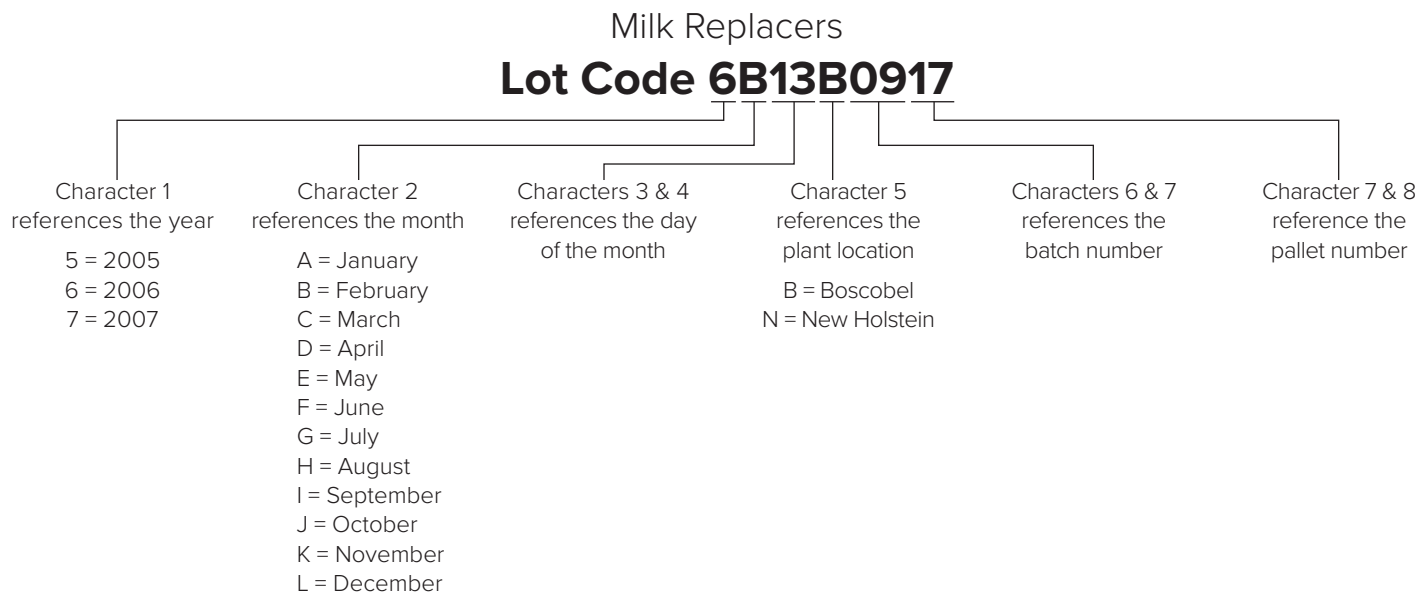 Milk Replacers
Lot Code 6B13B0917
Character 1
references the year
5 = 2005
6 = 2006
7 = 2007
Character 2
references the month
A = January
B = February
C = March
D = April
E = May
F = June
G = July
H = August
I = September
J = October
K = November
L = December
Characters 3 & 4
references the day
of the month
Character 5
references the
plant location
B = Boscobel
N = New Holstein
Characters 6 & 7
references the
batch number
Character 7 & 8
reference the
pallet number